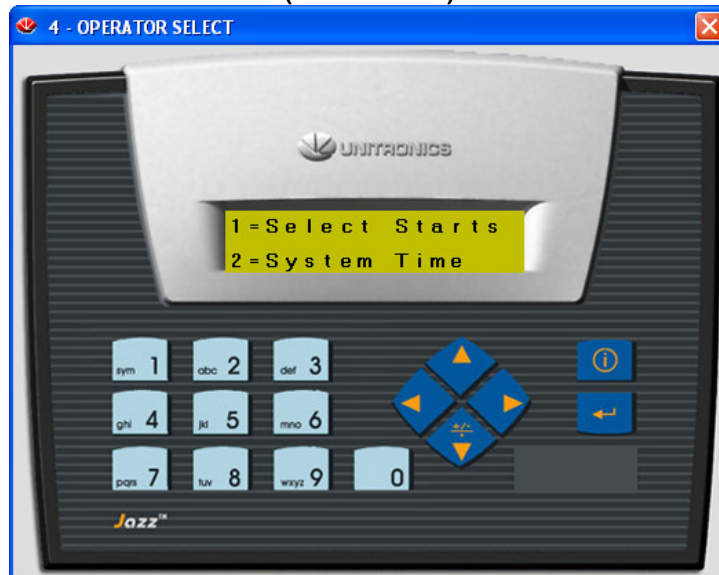 4 - OPERATOR SELECT
UNITRONICS
1=Select Starts
2=System Time
sym 1
abc 2
def 3
ghi 4
jkl 5
mno 6
+/-
pqrs 7
tuv 8
wxyz 9
0
Jazz™